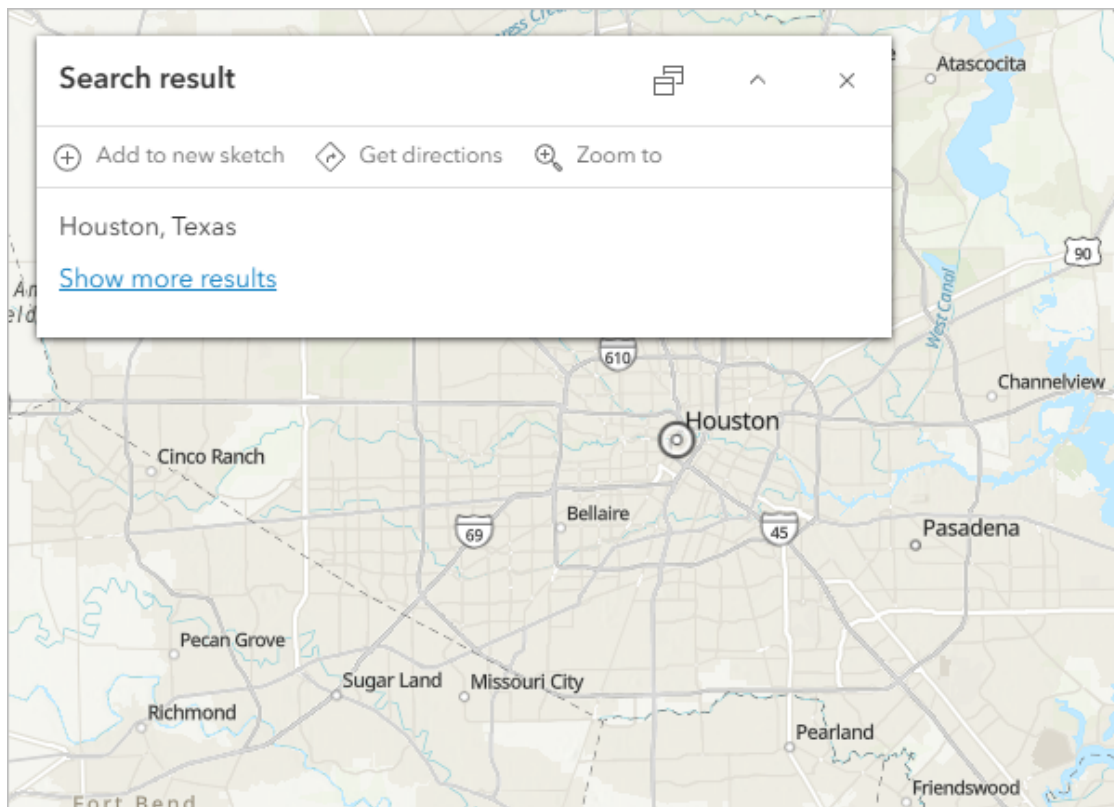 Search result
Atascocita
Add to new sketch
Get directions
Zoom to
Houston, Texas
Show more results
90
West Canal
610
Channelview
Houston
Cinco Ranch
Bellaire
69
45
Pasadena
Pecan Grove
Sugar Land
Missouri City
Richmond
Pearland
Friendswood
Fort Bend